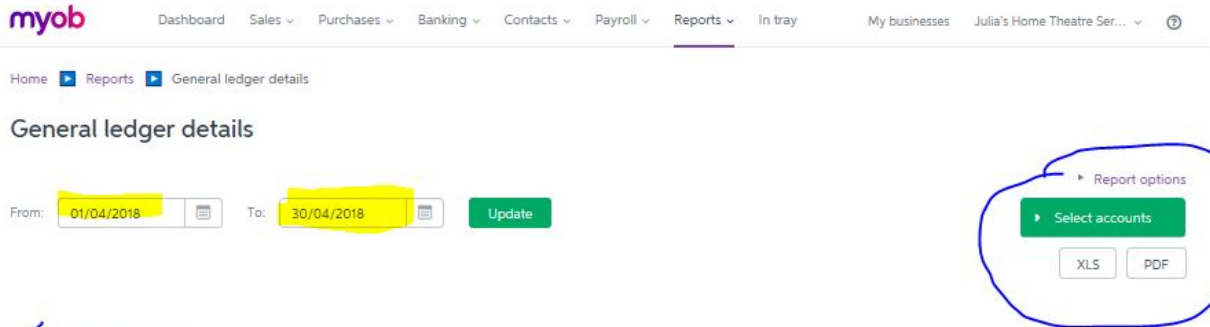 myob Dashboard Sales Purchases Banking Contacts Payroll Reports In tray My businesses Julia's Home Theatre Ser...
Home Reports General ledger details
General ledger details
Report options
From: 01/04/2018 To: 30/04/2018 Update Select accounts
XLS PDF